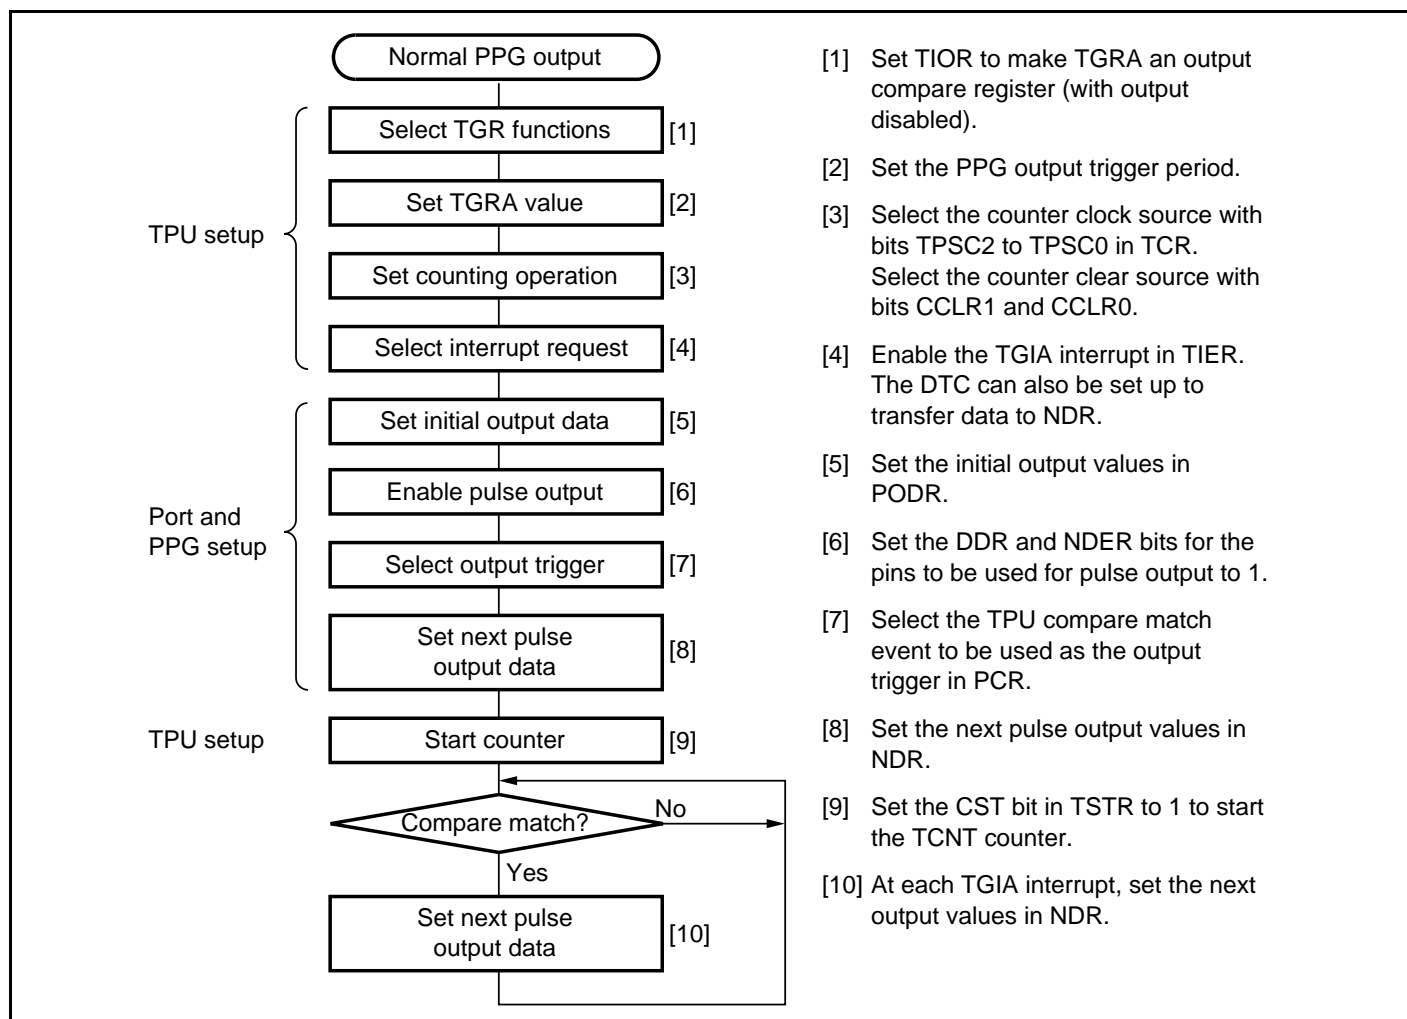 Normal PPG output
Select TGR functions [1]
Set TGRA value [2]
TPU setup
Set counting operation [3]
Select interrupt request [4]
Set initial output data [5]
Enable pulse output [6]
Port and
PPG setup
Select output trigger [7]
Set next pulse
output data [8]
TPU setup
Start counter [9]
Compare match?
No
Yes
Set next pulse
output data [10]
[1] Set TIOR to make TGRA an output
compare register (with output
disabled).
[2] Set the PPG output trigger period.
[3] Select the counter clock source with
bits TPSC2 to TPSC0 in TCR.
Select the counter clear source with
bits CCLR1 and CCLR0.
[4] Enable the TGIA interrupt in TIER.
The DTC can also be set up to
transfer data to NDR.
[5] Set the initial output values in
PODR.
[6] Set the DDR and NDER bits for the
pins to be used for pulse output to 1.
[7] Select the TPU compare match
event to be used as the output
trigger in PCR.
[8] Set the next pulse output values in
NDR.
[9] Set the CST bit in TSTR to 1 to start
the TCNT counter.
[10] At each TGIA interrupt, set the next
output values in NDR.